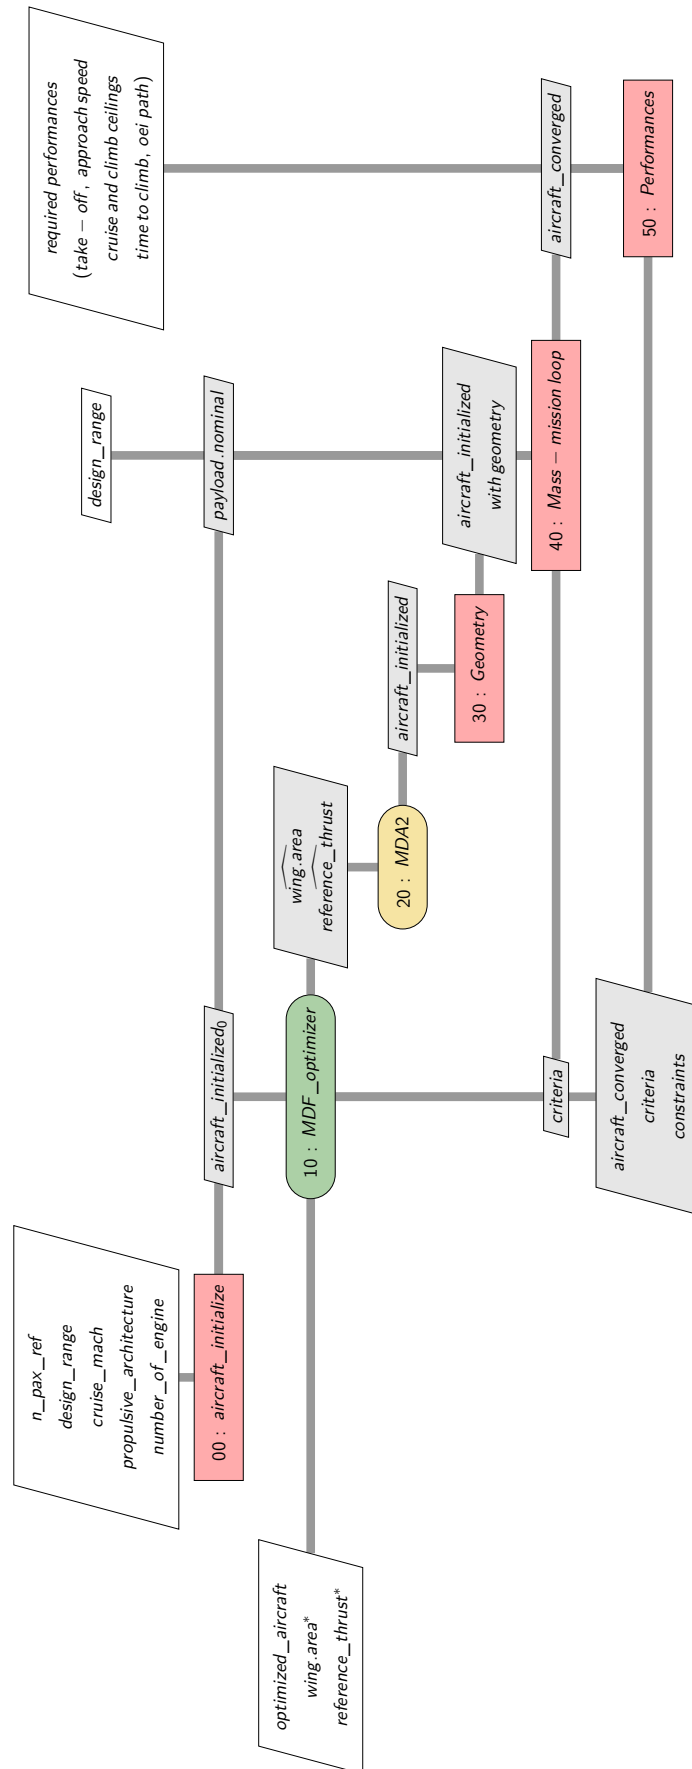 n_pax_ref
design_range
cruise_mach
propulsive_architecture
number_of_engine
design_range
required performances
(take − off, approach speed
cruise and climb ceilings
time to climb, oei path)
00 : aircraft_initialize
aircraft_initialized₀
payload.nominal
optimized_aircraft
wing.area*
reference_thrust*
10 : MDF_optimizer
wing.area
reference_thrust
20 : MDA2
aircraft_initialized
30 : Geometry
aircraft_initialized
with geometry
criteria
40 : Mass − mission loop
aircraft_converged
aircraft_converged
criteria
constraints
50 : Performances